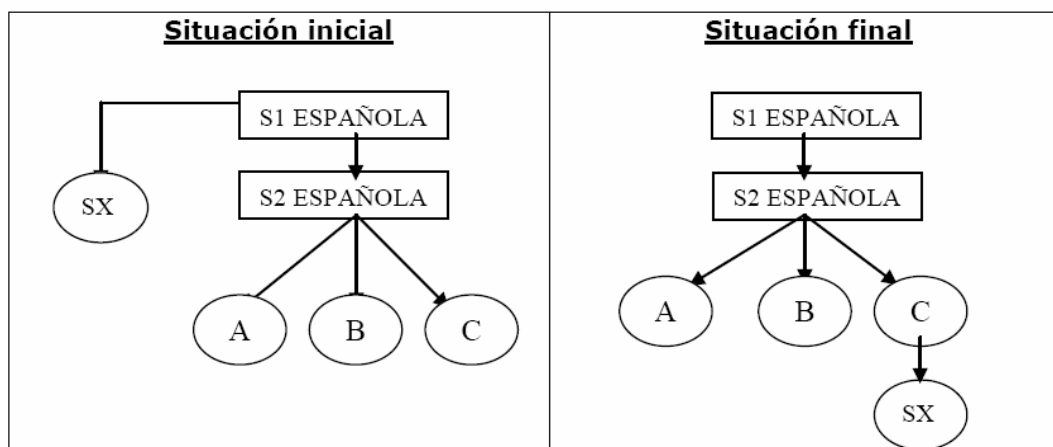 Situación inicial
S1 ESPAÑOLA
SX
S2 ESPAÑOLA
A B C
Situación final
S1 ESPAÑOLA
S2 ESPAÑOLA
A B C
SX